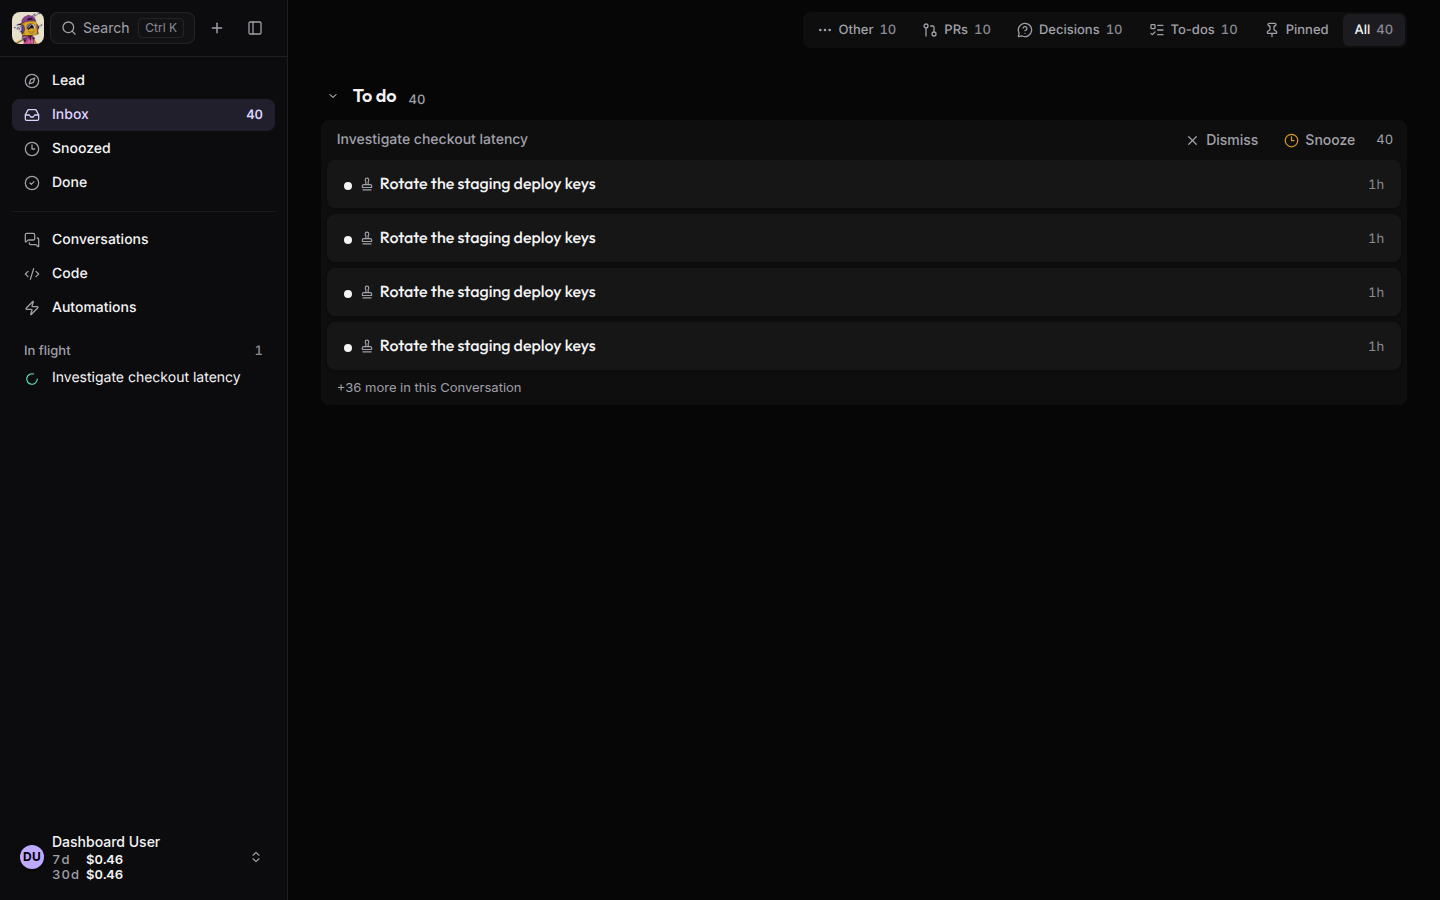 Search Ctrl K
Lead
Inbox 40
Snoozed
Done
Conversations
Code
Automations
In flight 1
Investigate checkout latency
Dashboard User
DU
7d $0.46
30d $0.46
Other 10 PRs 10 Decisions 10 To-dos 10 Pinned All 40
To do 40
Investigate checkout latency Dismiss Snooze 40
Rotate the staging deploy keys 1h
Rotate the staging deploy keys 1h
Rotate the staging deploy keys 1h
Rotate the staging deploy keys 1h
+36 more in this Conversation